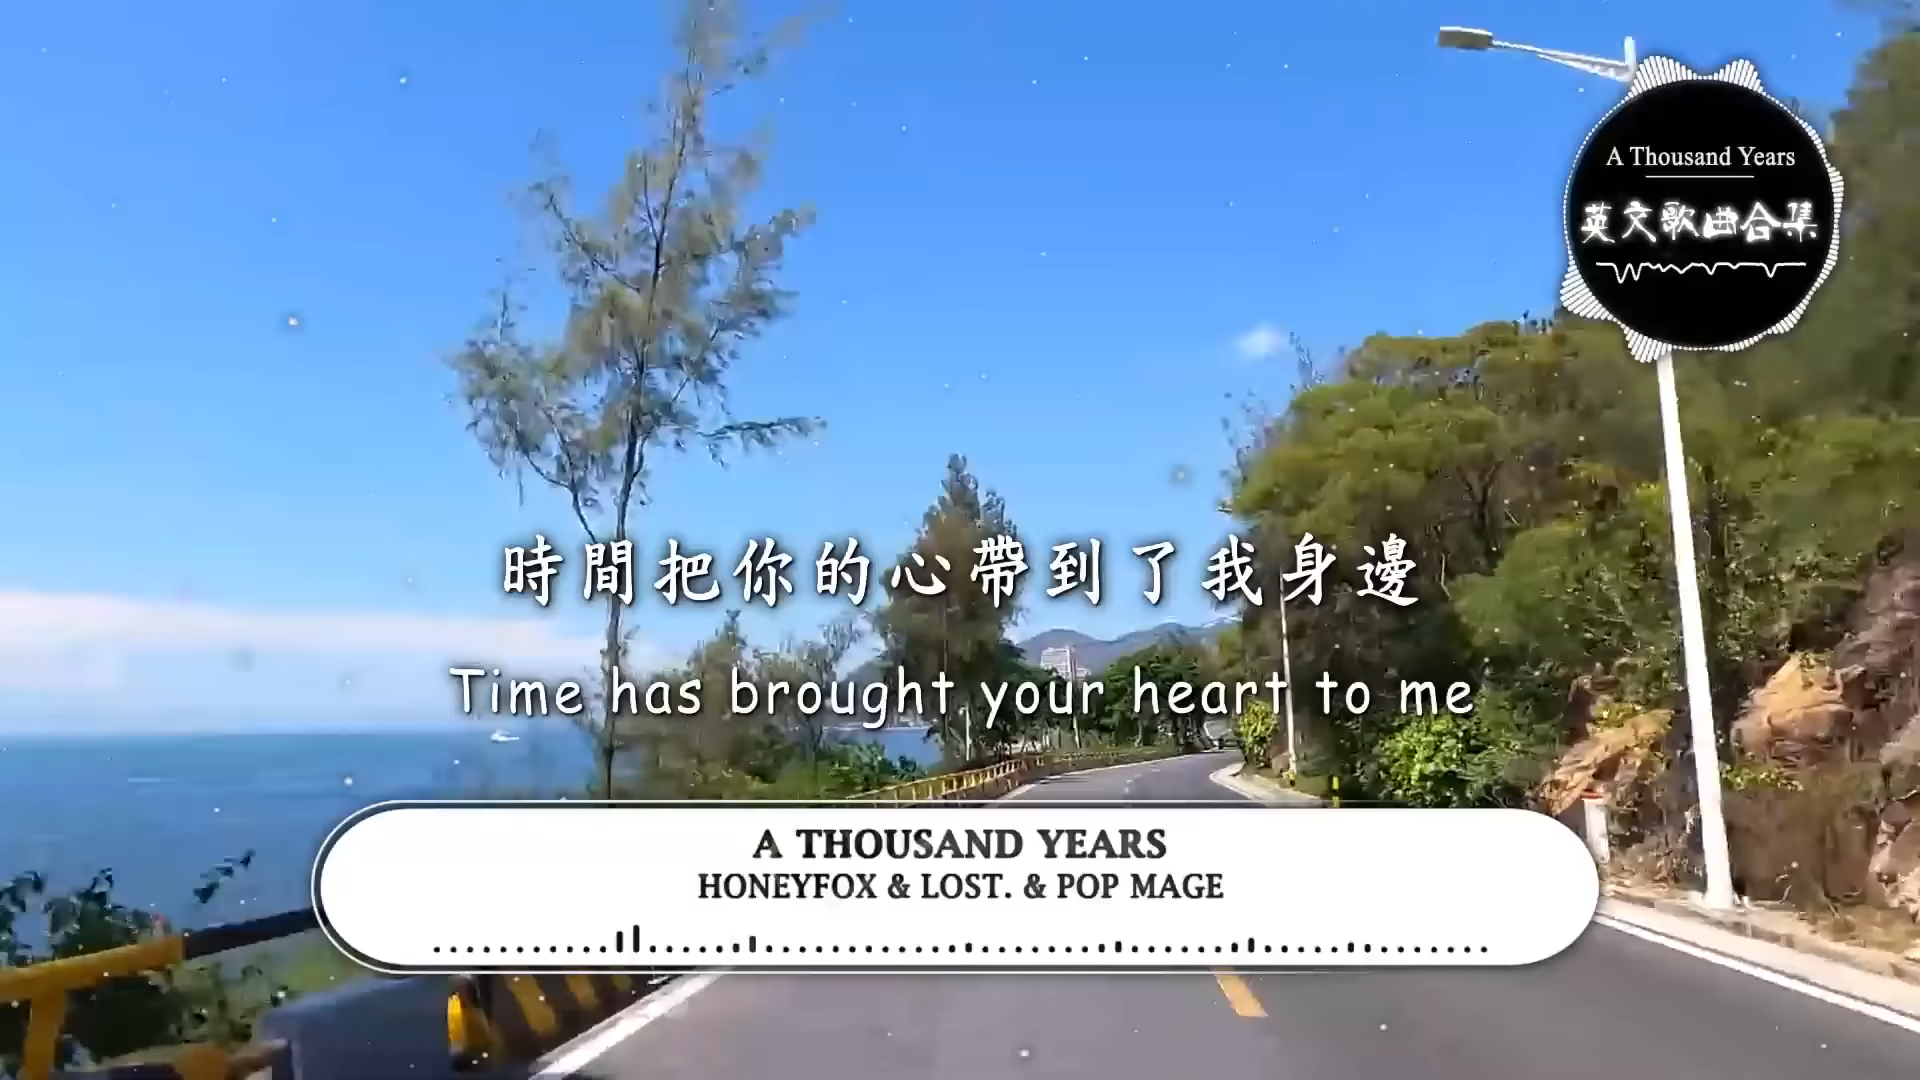 A Thousand Years
英文歌曲合集
時間把你的心帶到了我身邊
Time has brought your heart to me
A THOUSAND YEARS
HONEYFOX & LOST. & POP MAGE